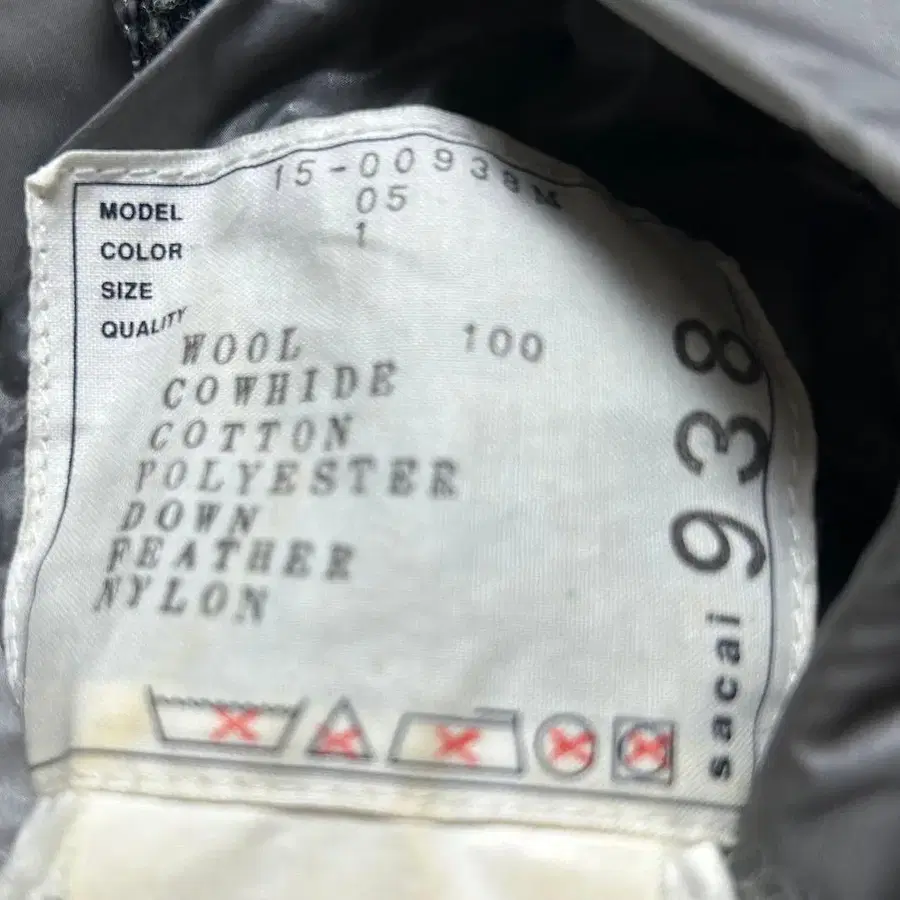 MODEL 15-00938M
COLOR 05
SIZE 1
QUALITY
WOOL 100
COWHIDE
COTTON
POLYESTER
DOWN
FEATHER
NYLON
sacai 938